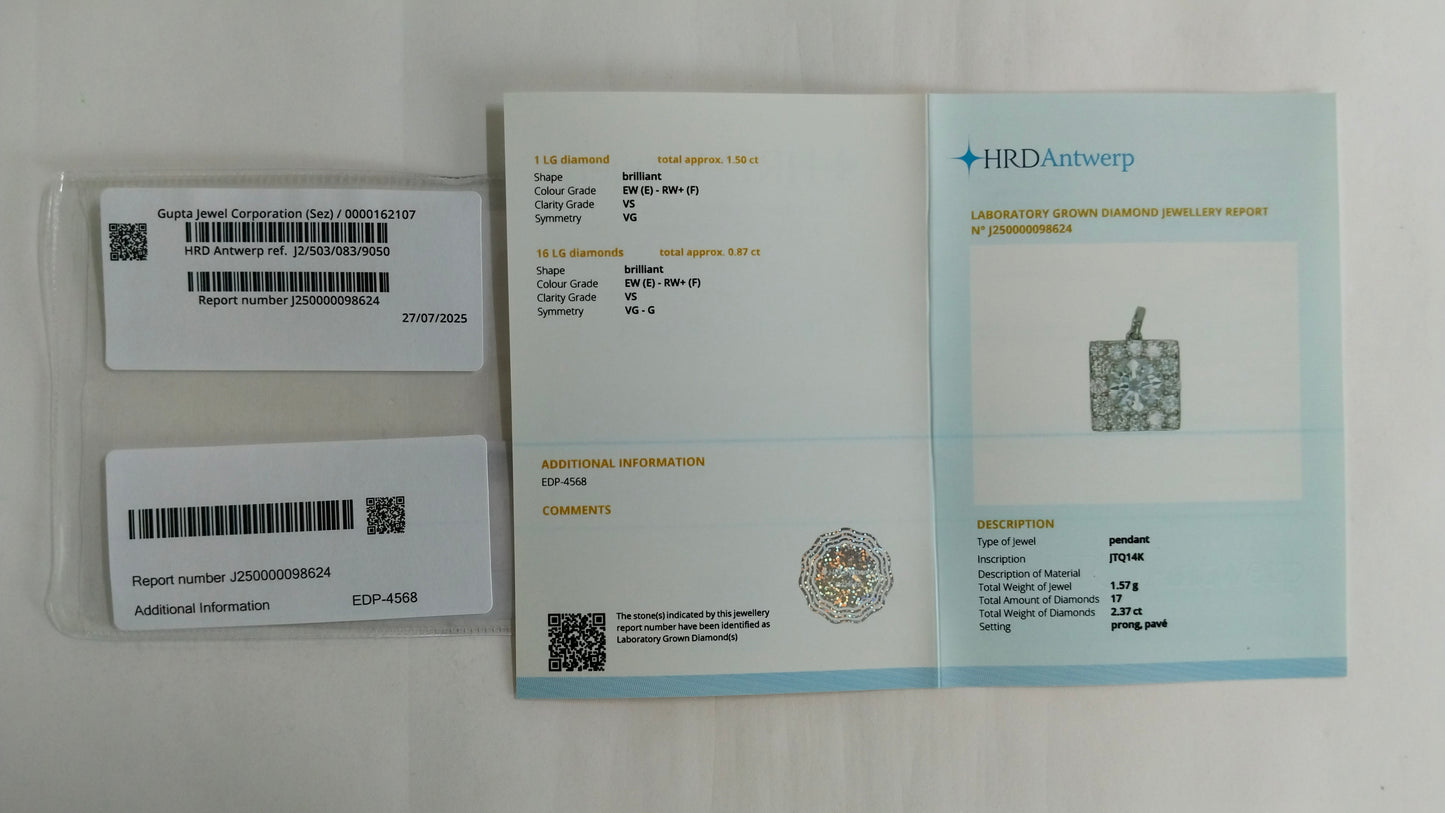 Gupta Jewel Corporation (Sez) / 0000162107
HRD Antwerp ref. J2/503/083/9050
Report number J250000098624
27/07/2025
Report number J250000098624
Additional Information EDP-4568
1 LG diamond total approx. 1.50 ct
Shape brilliant
Colour Grade EW (E) - RW+ (F)
Clarity Grade VS
Symmetry VG
16 LG diamonds total approx. 0.87 ct
Shape brilliant
Colour Grade EW (E) - RW+ (F)
Clarity Grade VS
Symmetry VG - G
ADDITIONAL INFORMATION
EDP-4568
COMMENTS
The stone(s) indicated by this jewellery
report number have been identified as
Laboratory Grown Diamond(s)
HRDAntwerp
LABORATORY GROWN DIAMOND JEWELLERY REPORT
N° J250000098624
DESCRIPTION
Type of Jewel pendant
Inscription JTQ14K
Description of Material
Total Weight of Jewel 1.57 g
Total Amount of Diamonds 17
Total Weight of Diamonds 2.37 ct
Setting prong, pavé